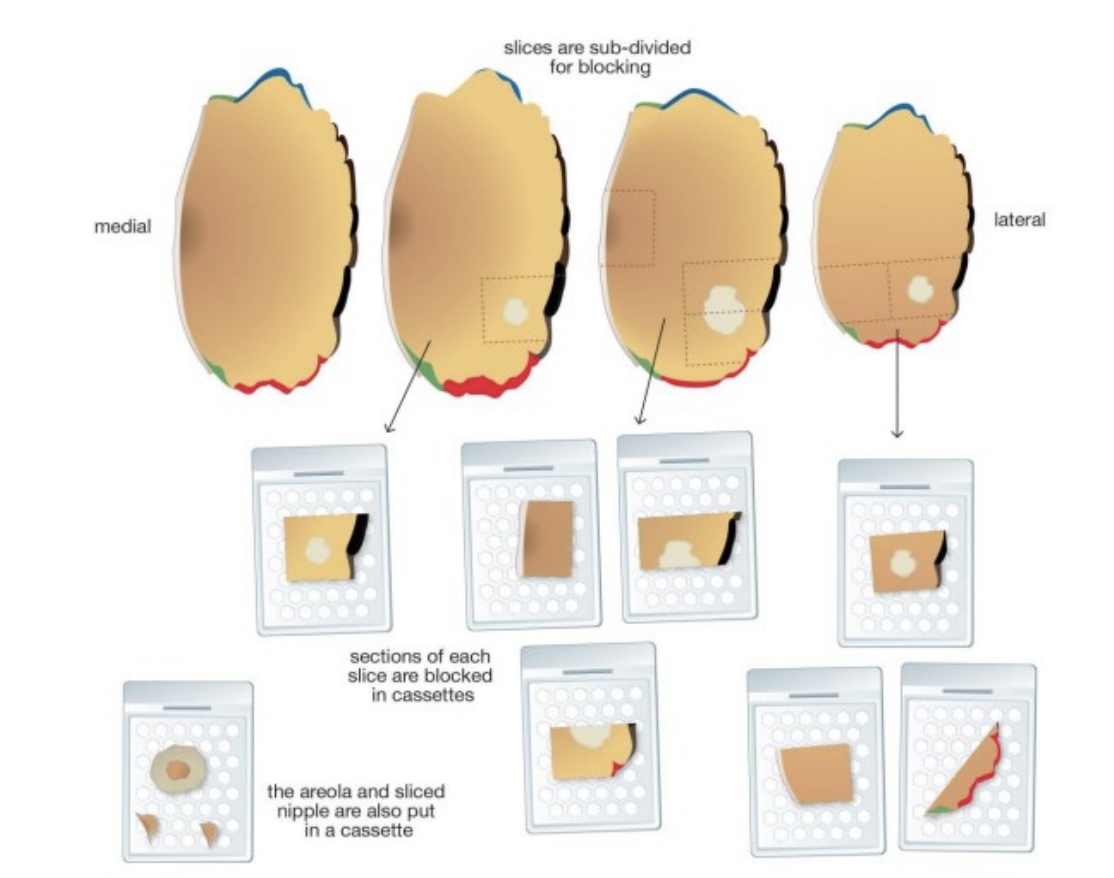 slices are sub-divided
for blocking
medial
lateral
sections of each
slice are blocked
in cassettes
the areola and sliced
nipple are also put
in a cassette